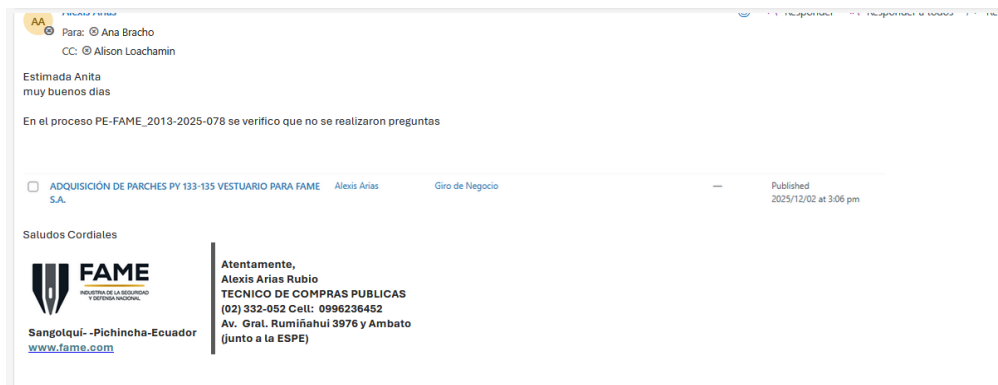 AA
Alexis Arias
Responder
Responder a todos
Para: Ana Bracho
CC: Alison Loachamin
Estimada Anita
muy buenos dias
En el proceso PE-FAME_2013-2025-078 se verifico que no se realizaron preguntas
ADQUISICIÓN DE PARCHES PY 133-135 VESTUARIO PARA FAME S.A.
Alexis Arias
Giro de Negocio
—
Published
2025/12/02 at 3:06 pm
Saludos Cordiales
FAME
INDUSTRIA DE LA SEGURIDAD
Y DEFENSA NACIONAL
Sangolquí- -Pichincha-Ecuador
www.fame.com
Atentamente,
Alexis Arias Rubio
TECNICO DE COMPRAS PUBLICAS
(02) 332-052 Cell:  0996236452
Av.  Gral. Rumiñahui 3976 y Ambato
(junto a la ESPE)